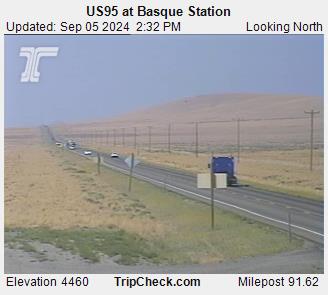 US95 at Basque Station
Updated: Sep 05 2024 2:32 PM
Looking North
Elevation 4460
TripCheck.com
Milepost 91.62